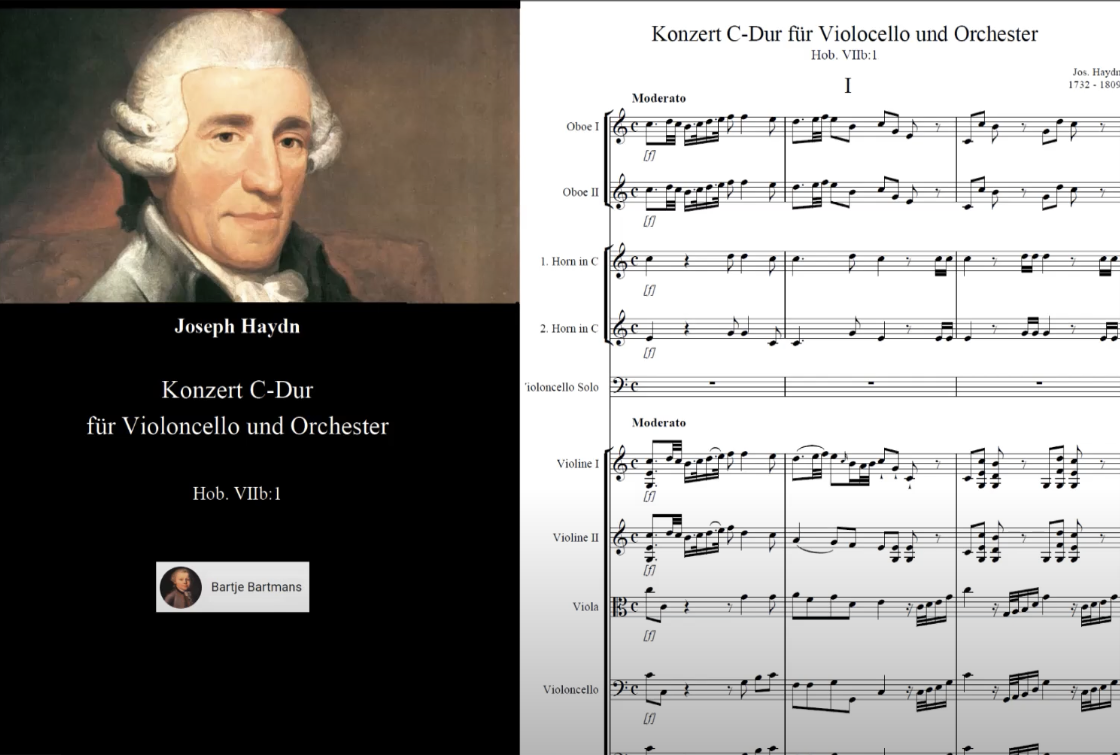 Joseph Haydn
Konzert C-Dur
für Violoncello und Orchester
Hob. VIIb:1
Bartje Bartmans
Konzert C-Dur für Violocello und Orchester
Hob. VIIb:1
I
Jos. Haydn
1732 - 1809
Moderato
Oboe I
[f]
Oboe II
[f]
1. Horn in C
[f]
2. Horn in C
[f]
ioloncello Solo
Moderato
Violine I
[f]
Violine II
[f]
Viola
[f]
Violoncello
[f]